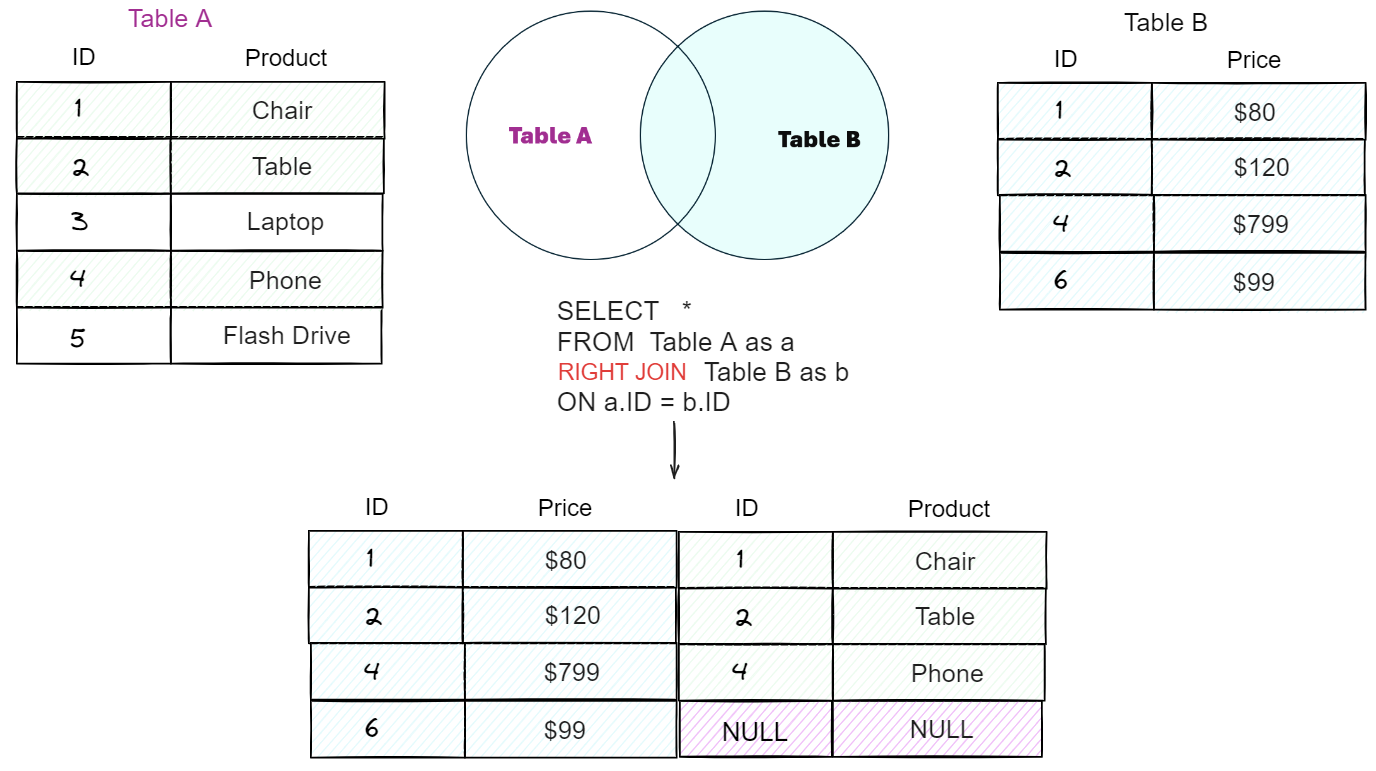 Table A
ID Product
1 Chair
2 Table
3 Laptop
4 Phone
5 Flash Drive
Table A Table B
Table B
ID Price
1 $80
2 $120
4 $799
6 $99
SELECT *
FROM Table A as a
RIGHT JOIN Table B as b
ON a.ID = b.ID
ID Price ID Product
1 $80 1 Chair
2 $120 2 Table
4 $799 4 Phone
6 $99 NULL NULL